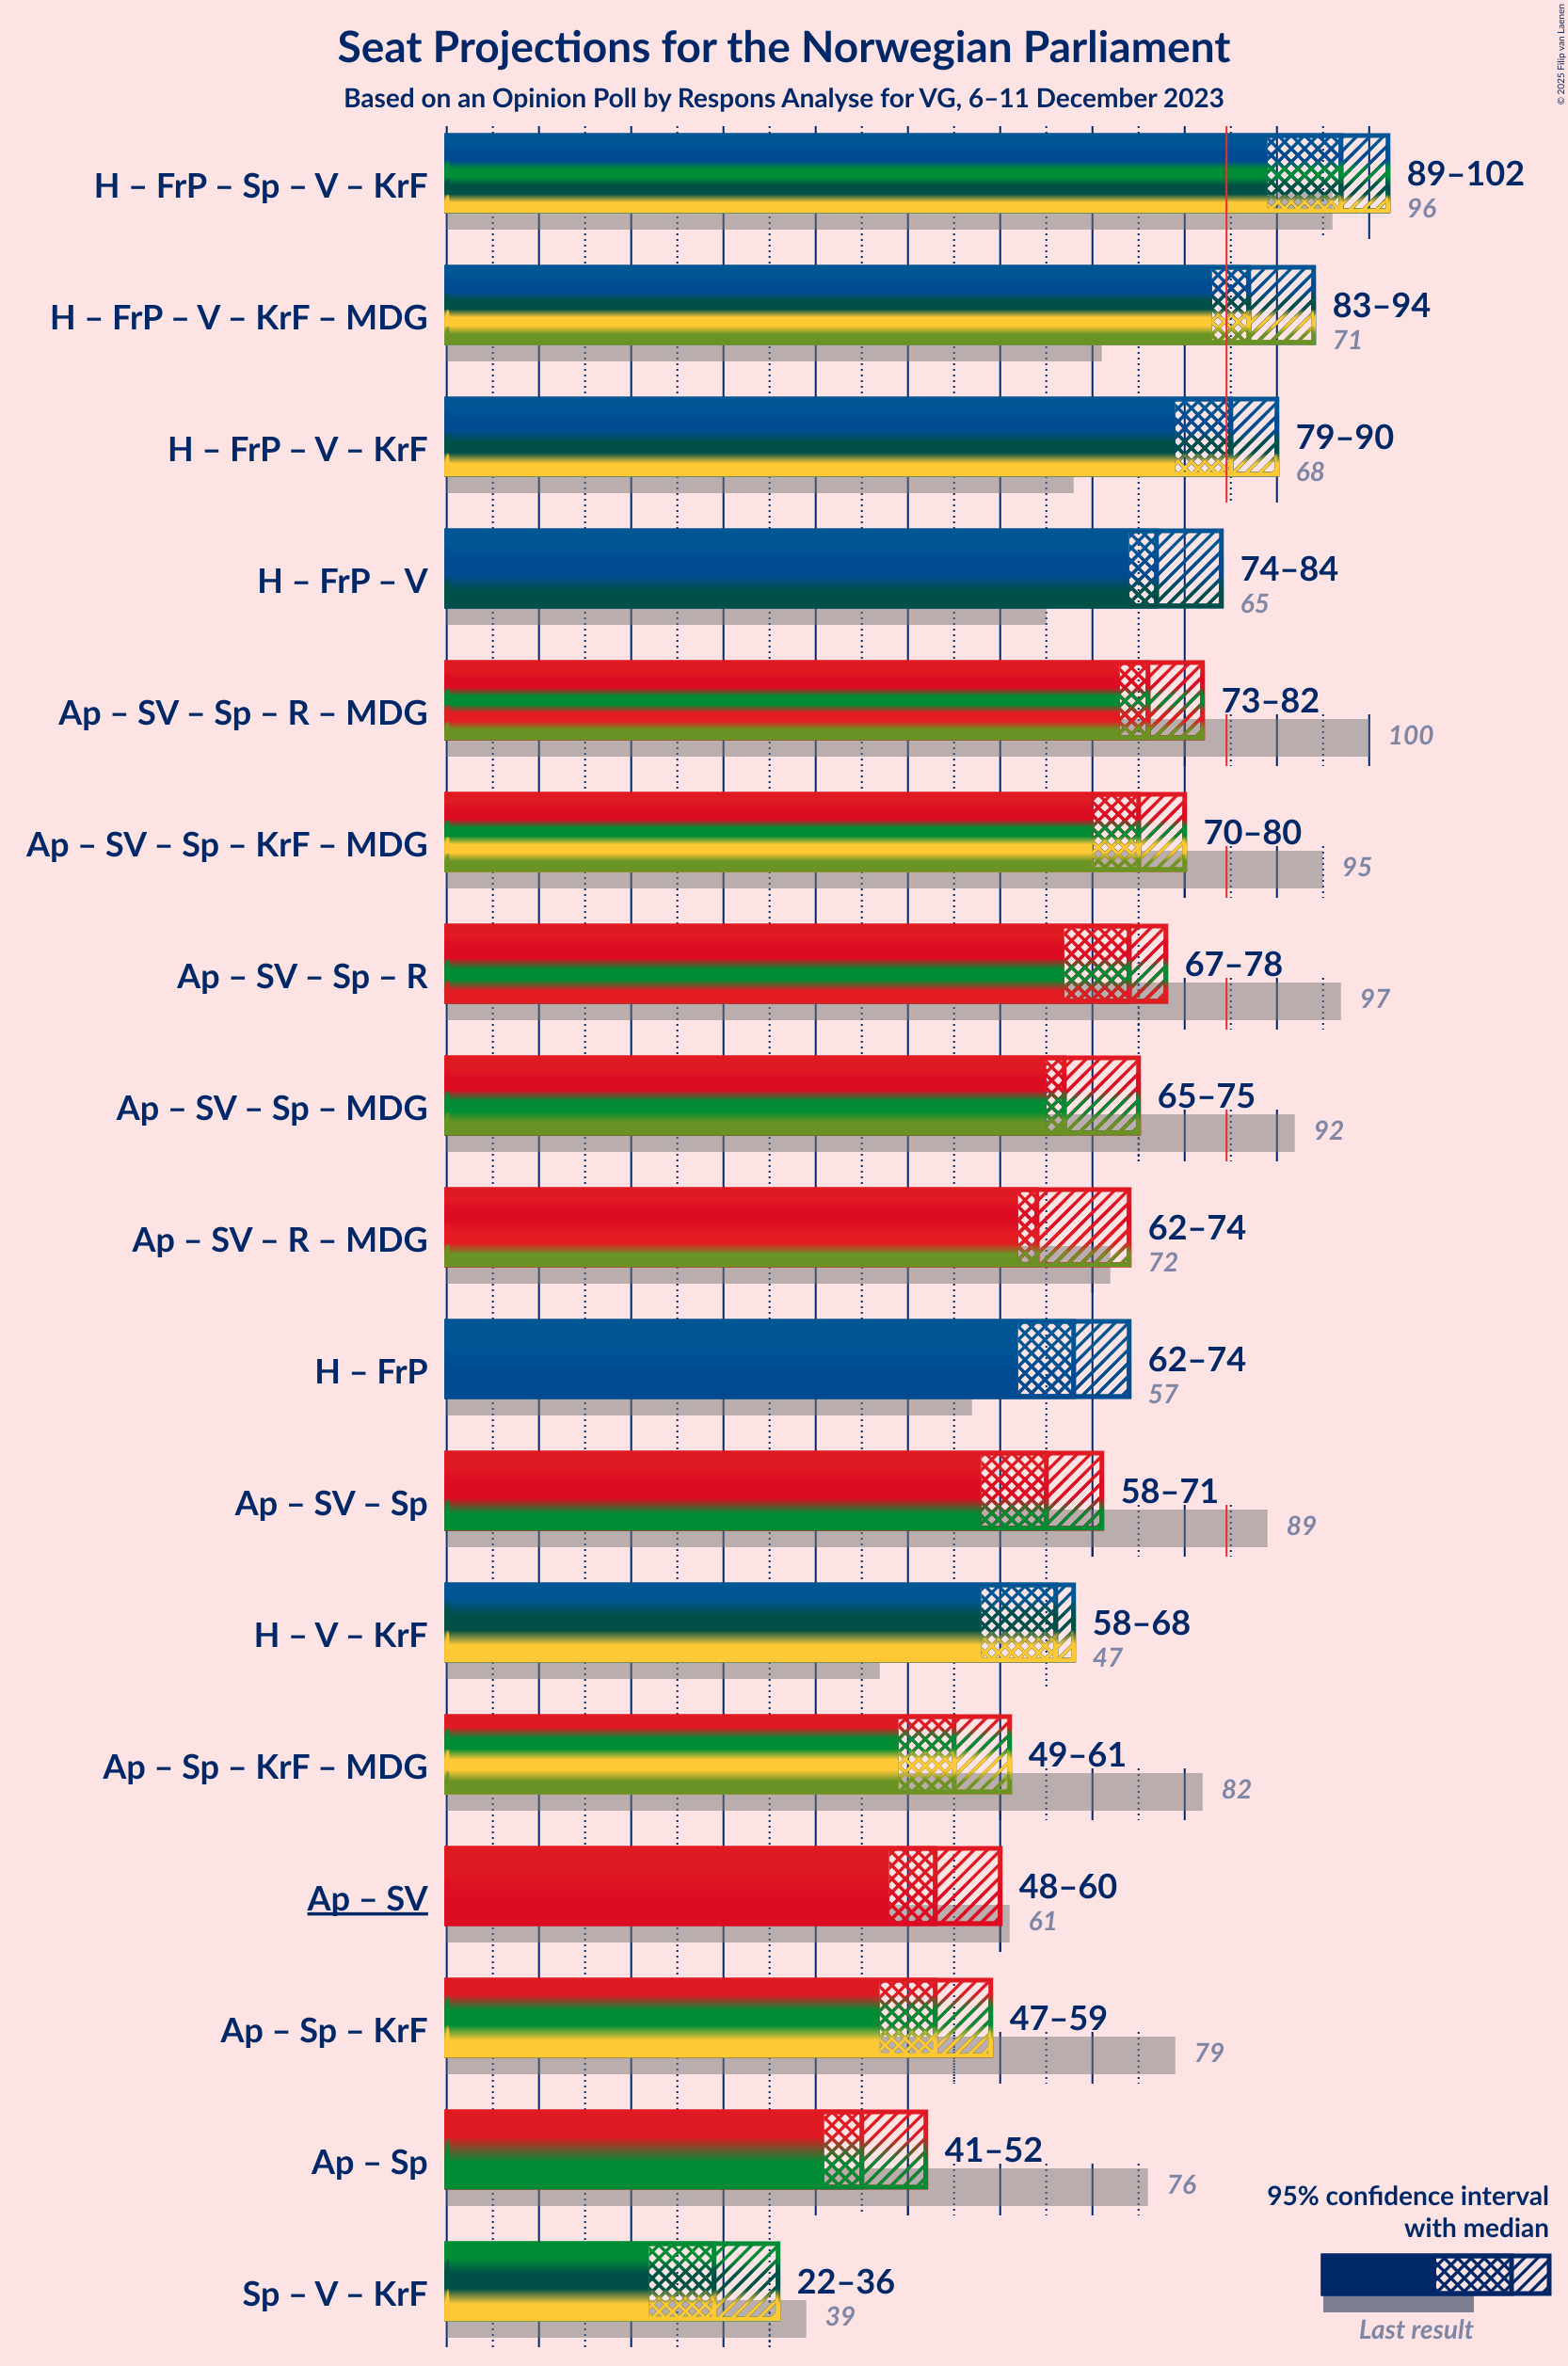 Seat Projections for the Norwegian Parliament
Based on an Opinion Poll by Respons Analyse for VG, 6–11 December 2023
© 2025 Filip van Laenen
H – FrP – Sp – V – KrF
89–102
96
H – FrP – V – KrF – MDG
83–94
71
H – FrP – V – KrF
79–90
68
H – FrP – V
74–84
65
Ap – SV – Sp – R – MDG
73–82
100
Ap – SV – Sp – KrF – MDG
70–80
95
Ap – SV – Sp – R
67–78
97
Ap – SV – Sp – MDG
65–75
92
Ap – SV – R – MDG
62–74
72
H – FrP
62–74
57
Ap – SV – Sp
58–71
89
H – V – KrF
58–68
47
Ap – Sp – KrF – MDG
49–61
82
Ap – SV
48–60
61
Ap – Sp – KrF
47–59
79
Ap – Sp
41–52
76
Sp – V – KrF
22–36
39
95% confidence interval
with median
Last result